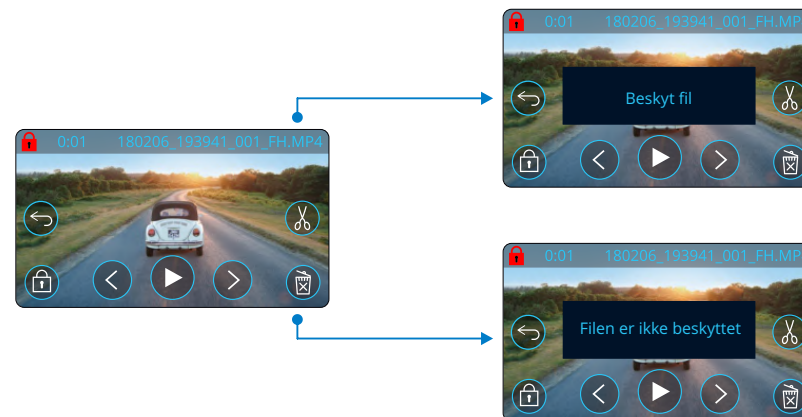 0:01 180206_193941_001_FH.MP
Beskyt fil
0:01 180206_193941_001_FH.MP4
0:01 180206_193941_001_FH.MP
Filen er ikke beskyttet